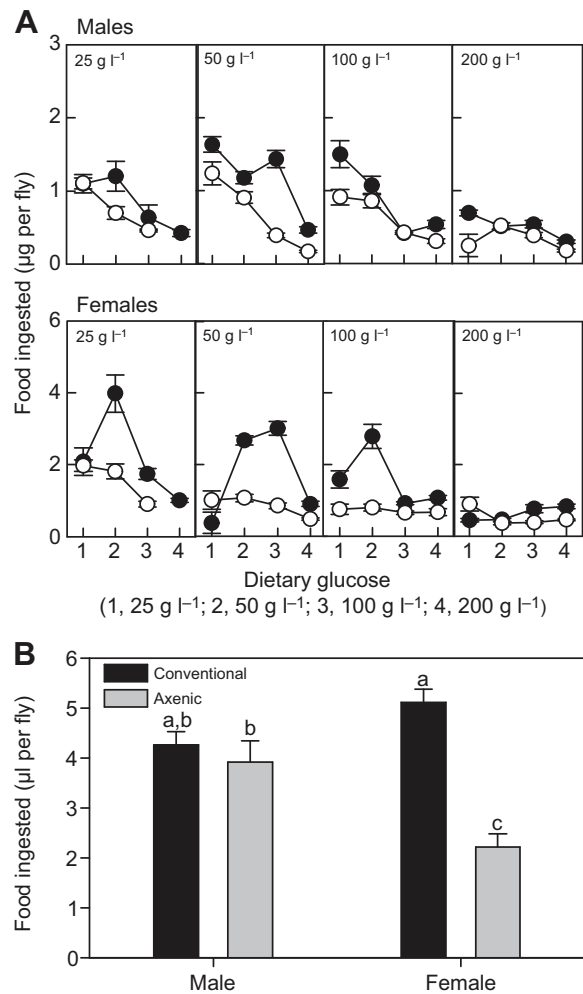 A
Males
3
25 g l⁻¹
50 g l⁻¹
100 g l⁻¹
200 g l⁻¹
2
1
0
Food ingested (µg per fly)
Females
6
25 g l⁻¹
50 g l⁻¹
100 g l⁻¹
200 g l⁻¹
4
2
0
1 2 3 4 1 2 3 4 1 2 3 4 1 2 3 4
Dietary glucose
(1, 25 g l⁻¹; 2, 50 g l⁻¹; 3, 100 g l⁻¹; 4, 200 g l⁻¹)
B
6
Conventional
Axenic
a
5
a,b
b
4
3
c
2
1
0
Food ingested (µl per fly)
Male Female